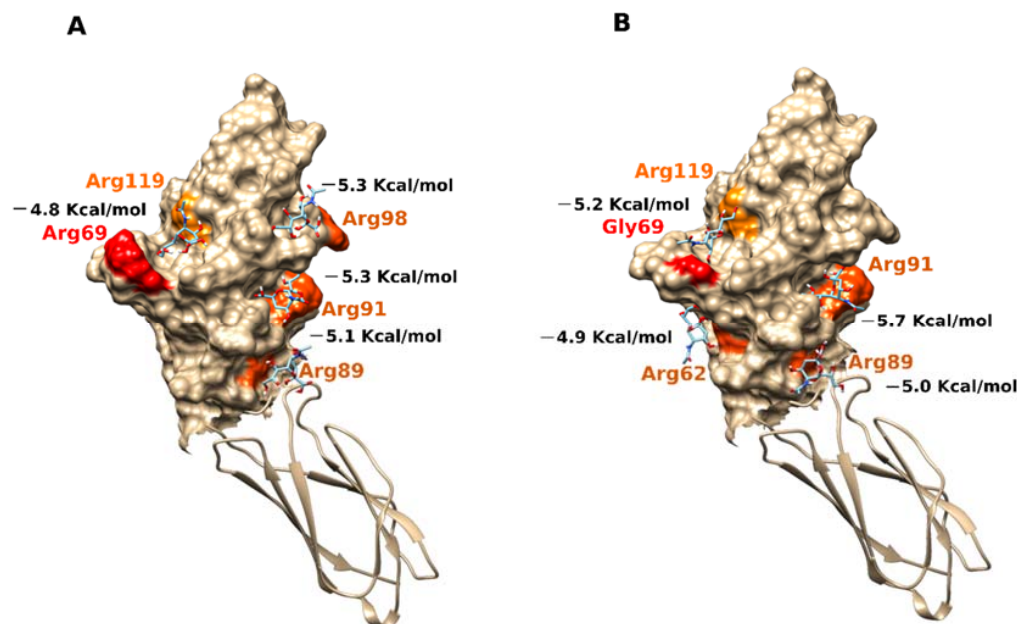 A
Arg119
−5.3 Kcal/mol
−4.8 Kcal/mol
Arg69
Arg98
−5.3 Kcal/mol
Arg91
−5.1 Kcal/mol
Arg89
B
Arg119
−5.2 Kcal/mol
Gly69
Arg91
−5.7 Kcal/mol
−4.9 Kcal/mol
Arg62
Arg89
−5.0 Kcal/mol